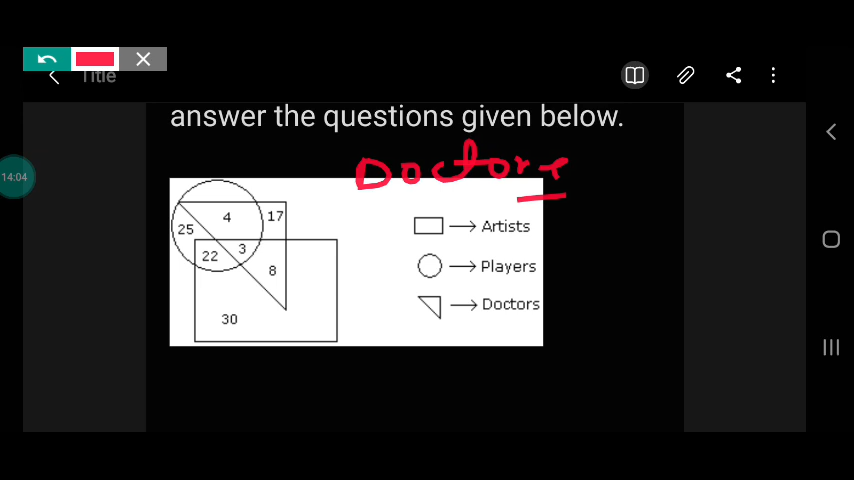 Title
answer the questions given below.
Doctors
14:04
4
17
25
22
3
8
30
Artists
Players
Doctors